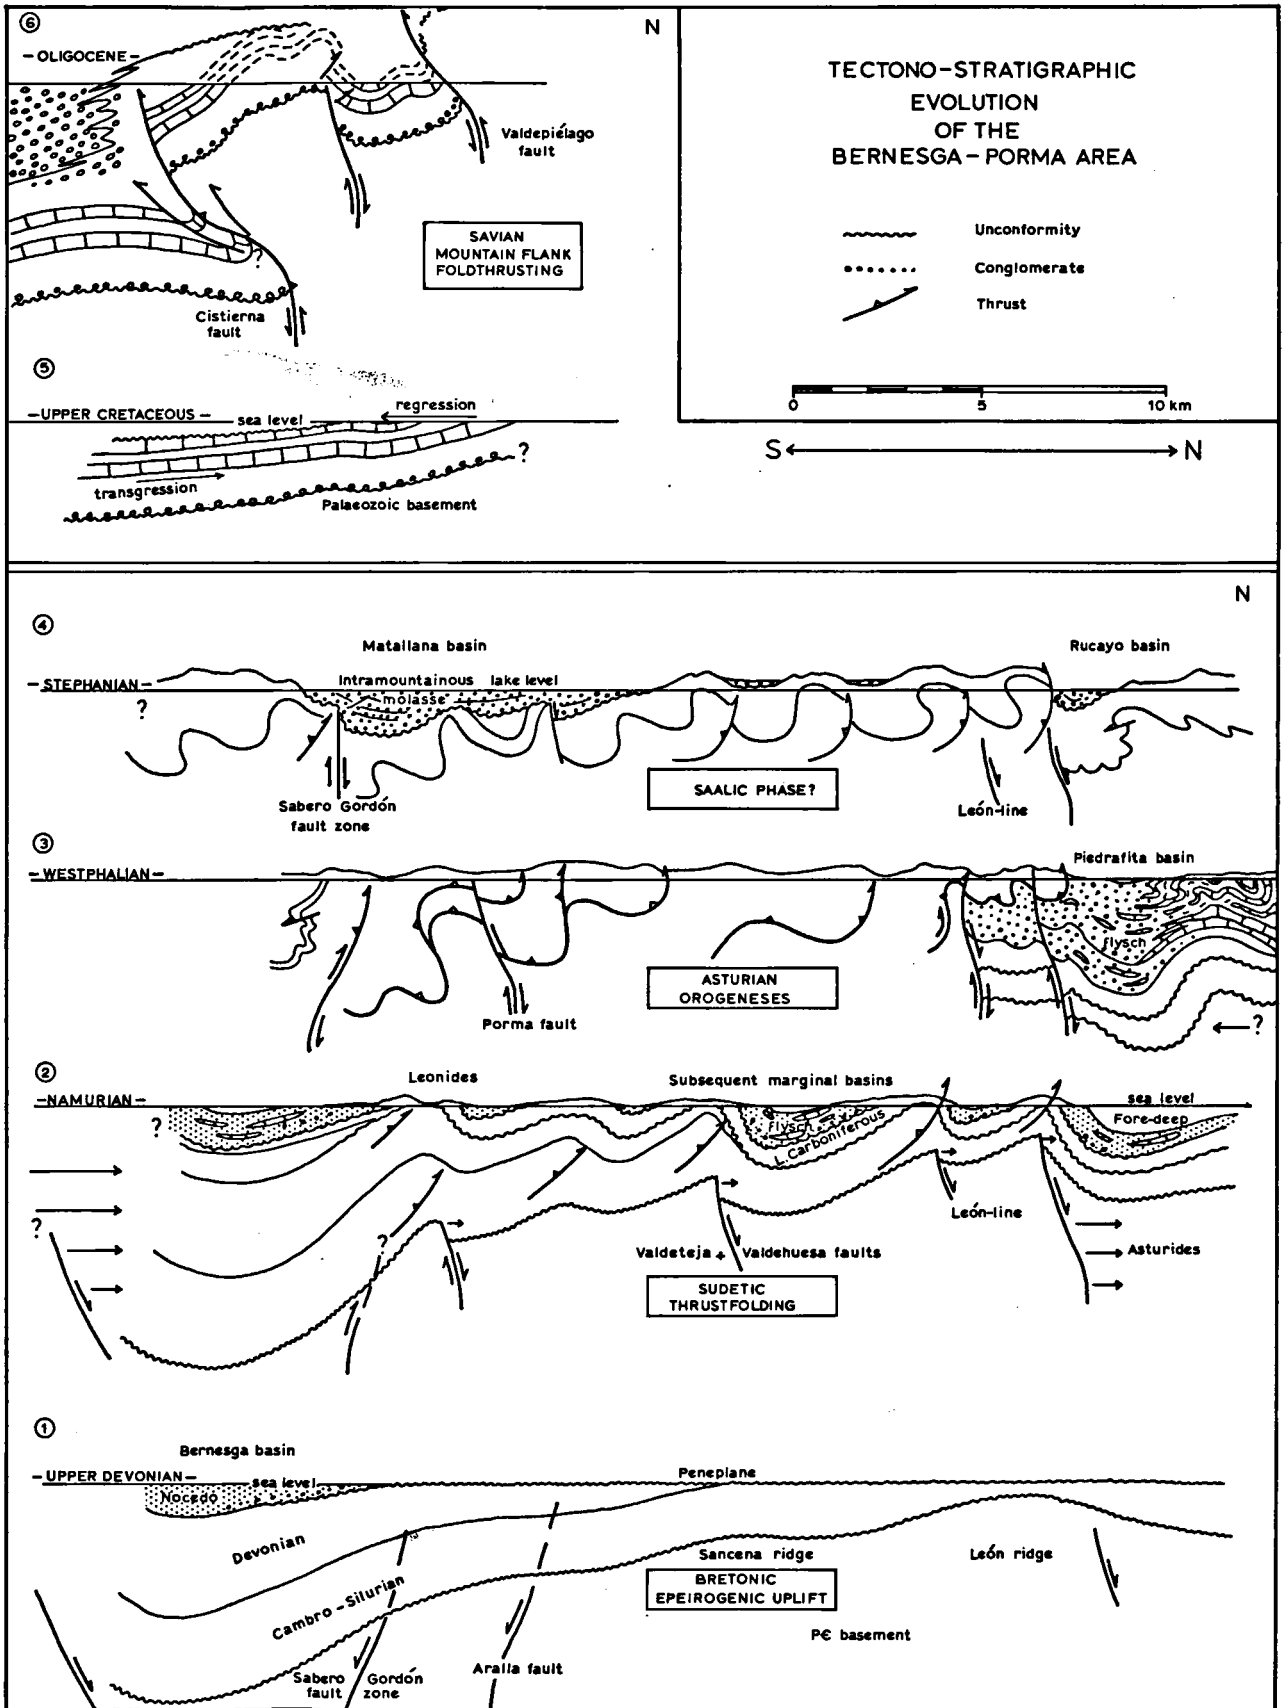 ⑥
-OLIGOCENE-
N
Valdepiélago
fault
SAVIAN
MOUNTAIN FLANK
FOLDTHRUSTING
?
Cistierna
fault
TECTONO-STRATIGRAPHIC
EVOLUTION
OF THE
BERNESGA-PORMA AREA
Unconformity
Conglomerate
Thrust
0 5 10 km
S N
⑤
-UPPER CRETACEOUS-
sea level
regression
?
transgression
Palaeozoic basement
N
④
Matallana basin
Rucayo basin
-STEPHANIAN-
Intramountainous lake level
molasse
?
SAALIC PHASE?
Sabero Gordón
fault zone
León-line
③
Piedrafita basin
-WESTPHALIAN-
flysch
ASTURIAN
OROGENESES
Porma fault
?
②
Leonides
Subsequent marginal basins
-NAMURIAN-
sea level
Fore-deep
?
flysch
L. Carboniferous
León-line
?
?
Valdeteja + Valdehuesa faults
Asturides
SUDETIC
THRUSTFOLDING
①
Bernesga basin
-UPPER DEVONIAN-
sea level
Peneplane
Nocedo
Devonian
Sancena ridge
León ridge
Cambro-Silurian
BRETONIC
EPEIROGENIC UPLIFT
P€ basement
Sabero Gordón
fault zone
Aralla fault